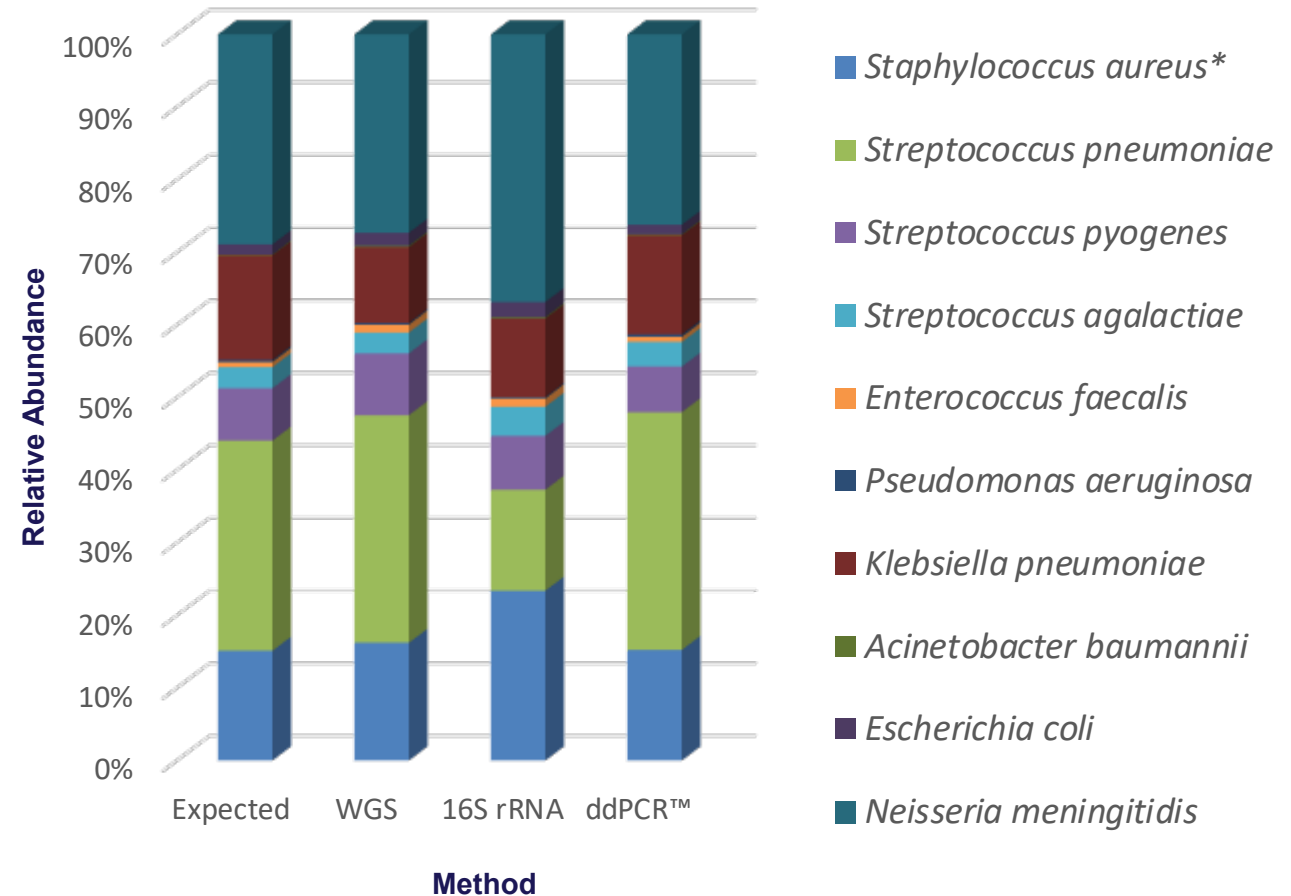 100%
90%
80%
70%
60%
50%
40%
30%
20%
10%
0%
Relative Abundance
Expected WGS 16S rRNA ddPCR™
Method
Staphylococcus aureus*
Streptococcus pneumoniae
Streptococcus pyogenes
Streptococcus agalactiae
Enterococcus faecalis
Pseudomonas aeruginosa
Klebsiella pneumoniae
Acinetobacter baumannii
Escherichia coli
Neisseria meningitidis